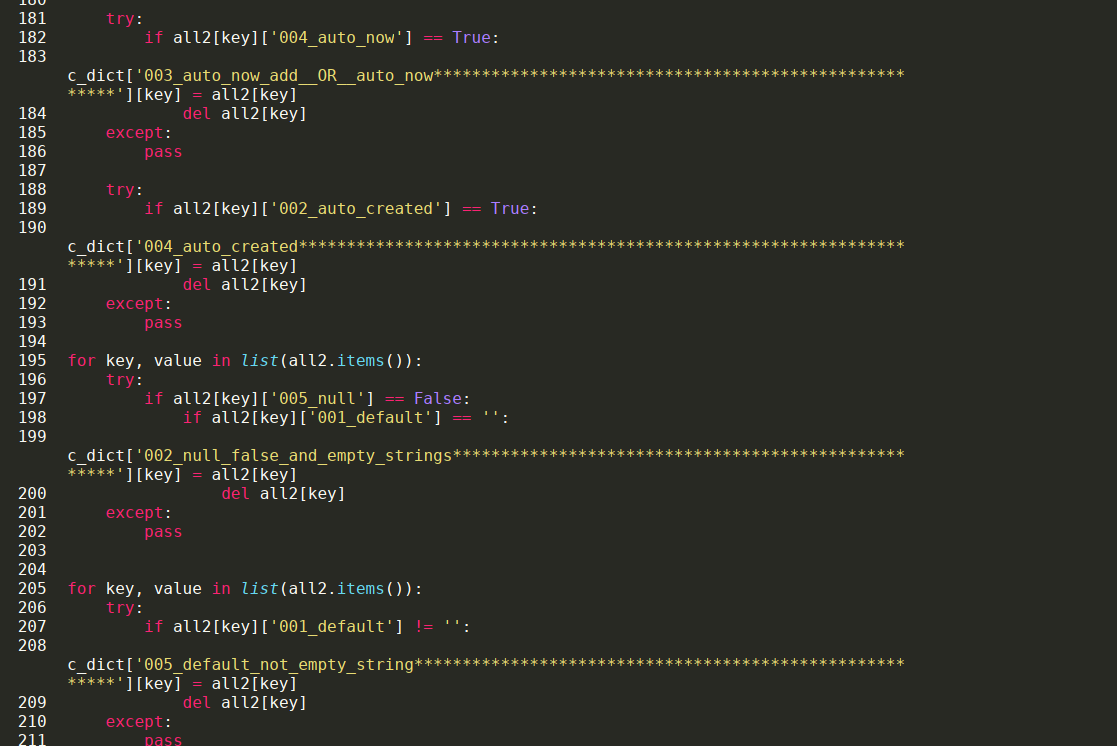 180
181 try:
182 if all2[key]['004_auto_now'] == True:
183
c_dict['003_auto_now_add__OR__auto_now*************************************************
*****'][key] = all2[key]
184 del all2[key]
185 except:
186 pass
187
188 try:
189 if all2[key]['002_auto_created'] == True:
190
c_dict['004_auto_created***************************************************************
*****'][key] = all2[key]
191 del all2[key]
192 except:
193 pass
194
195 for key, value in list(all2.items()):
196 try:
197 if all2[key]['005_null'] == False:
198 if all2[key]['001_default'] == '':
199
c_dict['002_null_false_and_empty_strings***********************************************
*****'][key] = all2[key]
200 del all2[key]
201 except:
202 pass
203
204
205 for key, value in list(all2.items()):
206 try:
207 if all2[key]['001_default'] != '':
208
c_dict['005_default_not_empty_string***************************************************
*****'][key] = all2[key]
209 del all2[key]
210 except:
211 pass